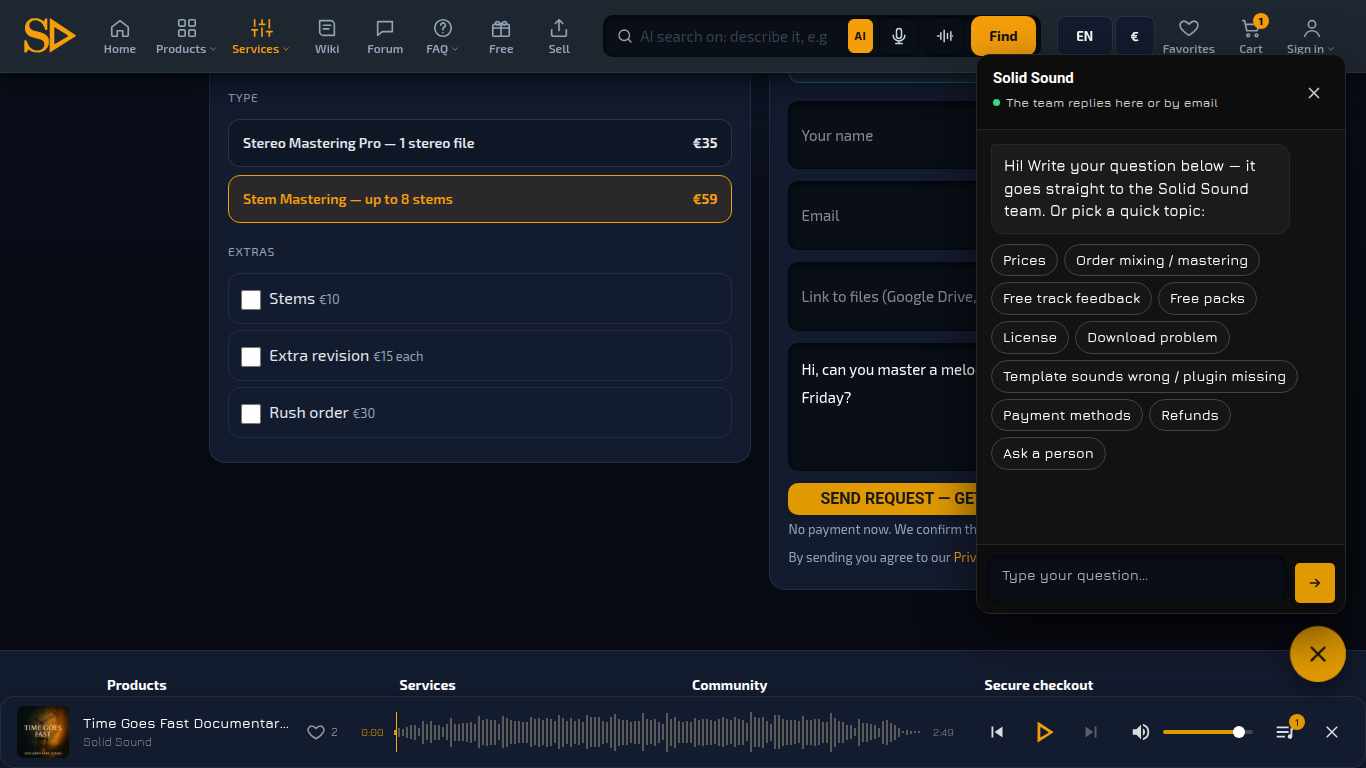 Home
Products
Services
Wiki
Forum
FAQ
Free
Sell
AI search on: describe it, e.g
AI
Find
EN
€
Favorites
1
Cart
Sign in
TYPE
Stereo Mastering Pro — 1 stereo file €35
Stem Mastering — up to 8 stems €59
EXTRAS
Stems €10
Extra revision €15 each
Rush order €30
Your name
Email
Link to files (Google Drive,
Hi, can you master a melo
Friday?
SEND REQUEST — GE
No payment now. We confirm th
By sending you agree to our Priv
Solid Sound
The team replies here or by email
Hi! Write your question below — it
goes straight to the Solid Sound
team. Or pick a quick topic:
Prices
Order mixing / mastering
Free track feedback
Free packs
License
Download problem
Template sounds wrong / plugin missing
Payment methods
Refunds
Ask a person
Type your question...
Products
Services
Community
Secure checkout
TIME GOES
FAST
Time Goes Fast Documentar...
Solid Sound
2
0:00
2:49
1